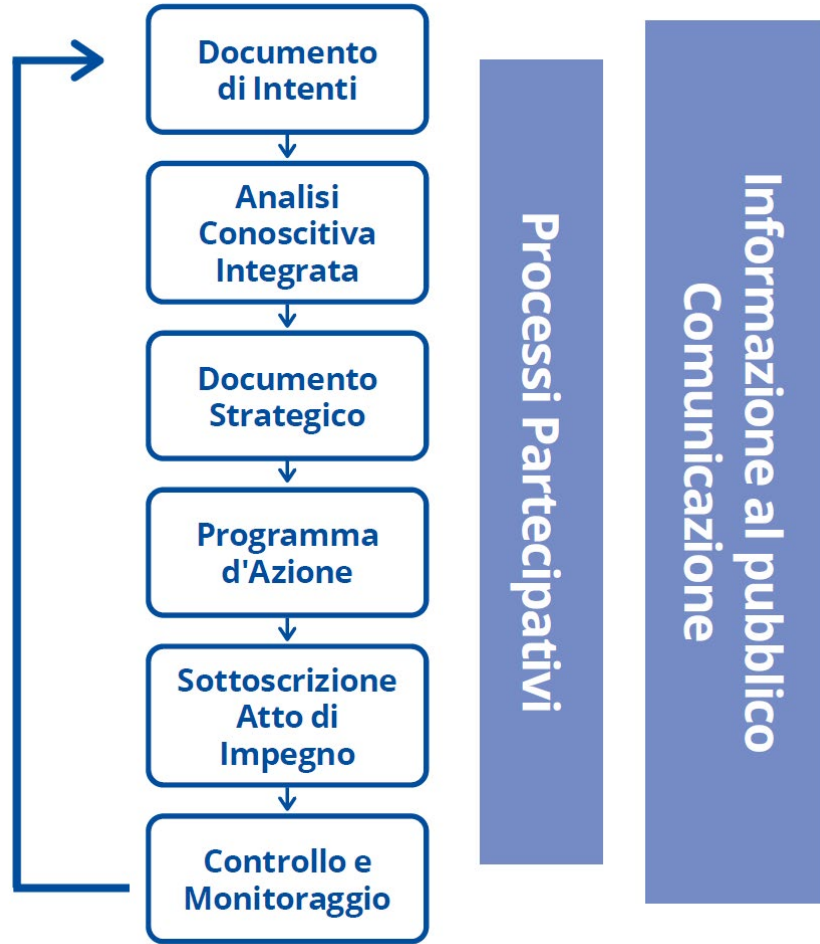 Documento
di Intenti
Analisi
Conoscitiva
Integrata
Documento
Strategico
Programma
d'Azione
Sottoscrizione
Atto di
Impegno
Controllo e
Monitoraggio
Processi Partecipativi
Informazione al pubblico
Comunicazione